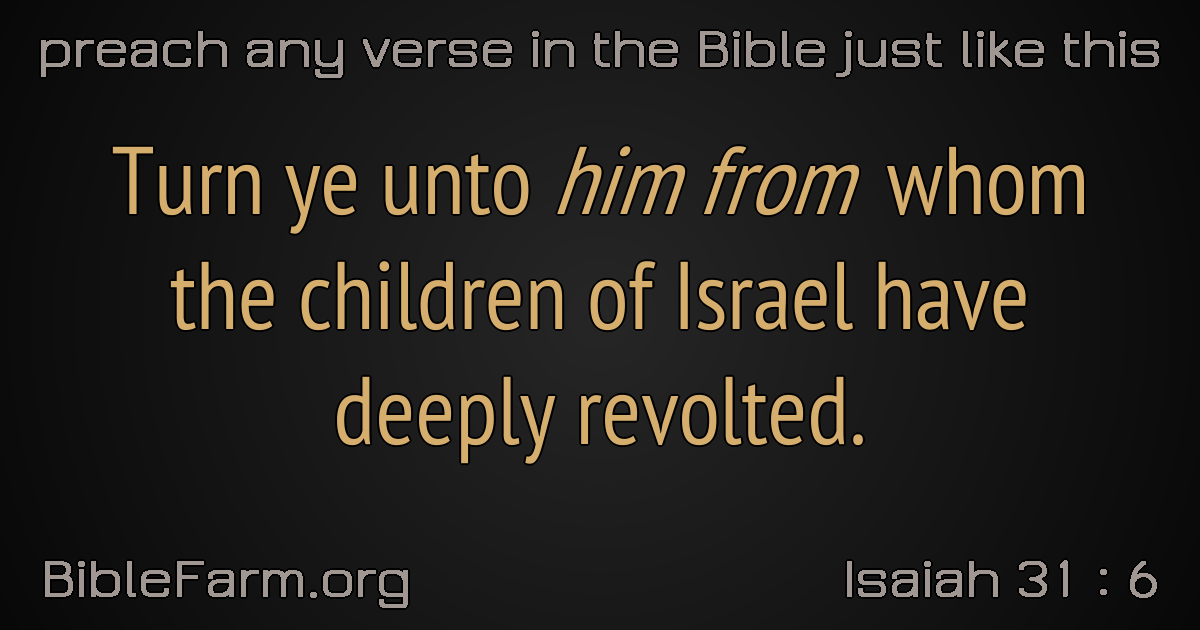 preach any verse in the Bible just like this
Turn ye unto him from whom
the children of Israel have
deeply revolted.
BibleFarm.org
Isaiah 31 : 6